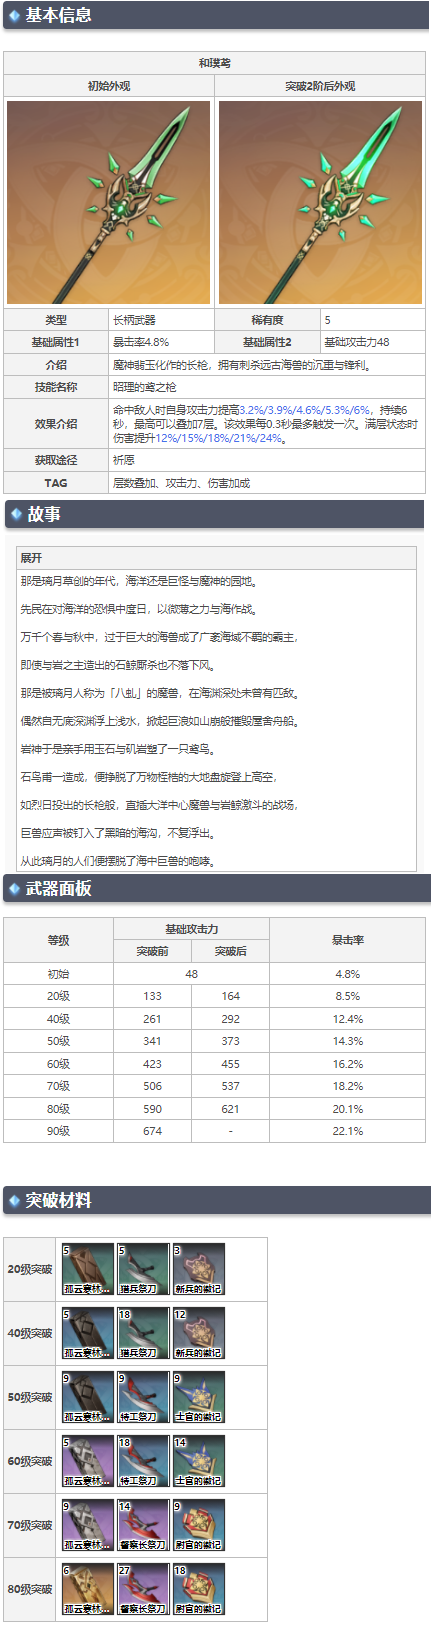 基本信息
和璞鸢
初始外观 突破2阶后外观
类型 长柄武器 稀有度 5
基础属性1 暴击率4.8% 基础属性2 基础攻击力48
介绍 魔神翡玉化作的长枪，拥有刺杀远古海兽的沉重与锋利。
技能名称 昭理的鸢之枪
效果介绍 命中敌人时自身攻击力提高3.2%/3.9%/4.6%/5.3%/6%，持续6
秒，最高可以叠加7层。该效果每0.3秒最多触发一次。满层状态时
伤害提升12%/15%/18%/21%/24%。
获取途径 祈愿
TAG 层数叠加、攻击力、伤害加成
故事
展开
那是璃月草创的年代，海洋还是巨怪与魔神的园地。
先民在对海洋的恐惧中度日，以微薄之力与海作战。
万千个春与秋中，过于巨大的海兽成了广袤海域不羁的霸主，
即使与岩之主造出的石鲸厮杀也不落下风。
那是被璃月人称为「八虬」的魔兽，在海渊深处未曾有匹敌。
偶然自无底深渊浮上浅水，掀起巨浪如山崩般摧毁屋舍舟船。
岩神于是亲手用玉石与矶岩塑了一只鸢鸟。
石鸟甫一造成，便挣脱了万物桎梏的大地盘旋登上高空，
如烈日投出的长枪般，直插大洋中心魔兽与岩鲸激斗的战场，
巨兽应声被钉入了黑暗的海沟，不复浮出。
从此璃月的人们便摆脱了海中巨兽的咆哮。
武器面板
等级 基础攻击力 暴击率
突破前 突破后
初始 48 4.8%
20级 133 164 8.5%
40级 261 292 12.4%
50级 341 373 14.3%
60级 423 455 16.2%
70级 506 537 18.2%
80级 590 621 20.1%
90级 674 - 22.1%
突破材料
20级突破 5 孤云寒林... 5 猎兵祭刀 3 新兵的徽记
40级突破 5 孤云寒林... 18 猎兵祭刀 12 新兵的徽记
50级突破 9 孤云寒林... 9 特工祭刀 9 士官的徽记
60级突破 5 孤云寒林... 18 特工祭刀 14 士官的徽记
70级突破 9 孤云寒林... 14 督察长祭刀 9 尉官的徽记
80级突破 6 孤云寒林... 27 督察长祭刀 18 尉官的徽记